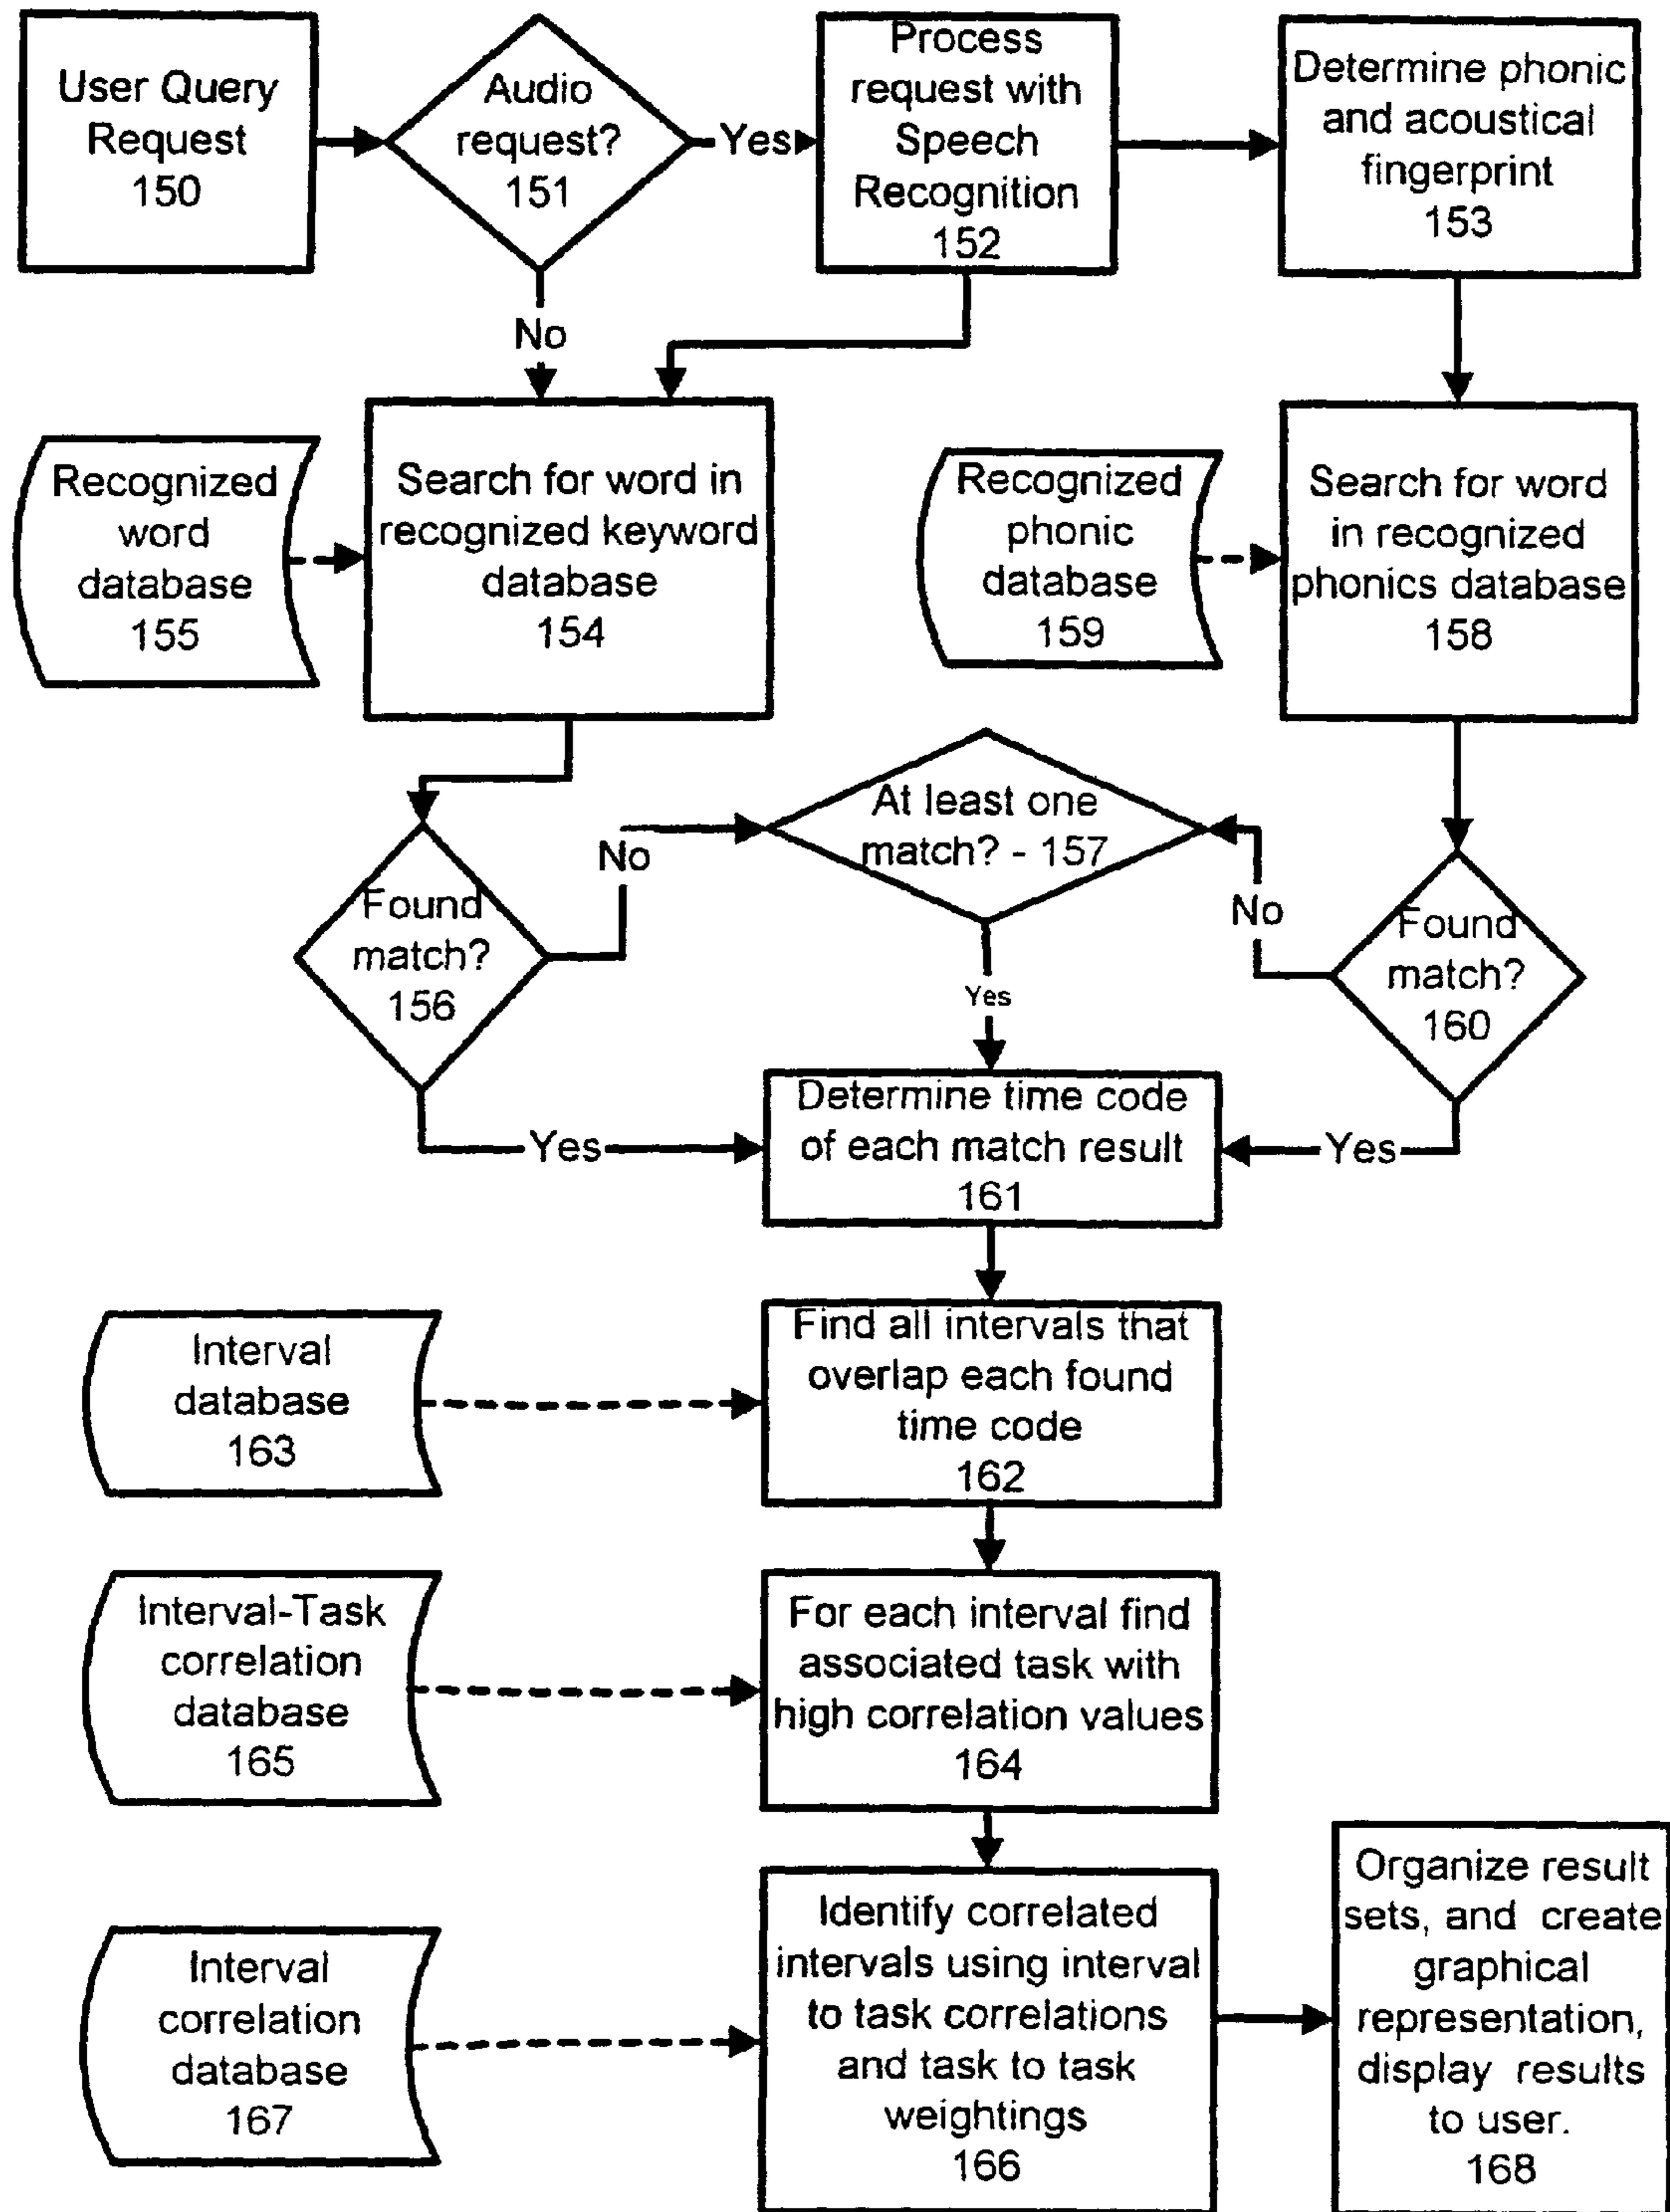 User Query
Request
150
Audio
request?
151
Yes
Process
request with
Speech
Recognition
152
Determine phonic
and acoustical
fingerprint
153
No
Recognized
word
database
155
Search for word in
recognized keyword
database
154
Recognized
phonic
database
159
Search for word
in recognized
phonics database
158
At least one
match? - 157
No
No
Found
match?
156
Yes
Found
match?
160
Yes
Determine time code
of each match result
161
Yes
Interval
database
163
Find all intervals that
overlap each found
time code
162
Interval-Task
correlation
database
165
For each interval find
associated task with
high correlation values
164
Interval
correlation
database
167
Identify correlated
intervals using interval
to task correlations
and task to task
weightings
166
Organize result
sets, and create
graphical
representation,
display results
to user.
168